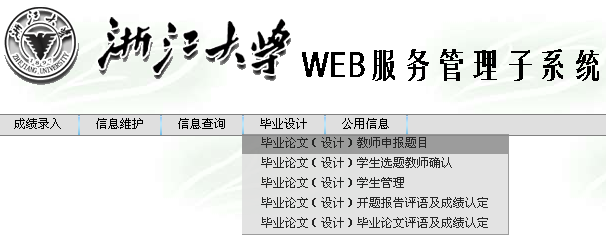 浙江大学
WEB服务管理子系统
1897
ZHEJIANG UNIVERSITY
成绩录入 信息维护 信息查询 毕业设计 公用信息
毕业论文（设计）教师申报题目
毕业论文（设计）学生选题教师确认
毕业论文（设计）学生管理
毕业论文（设计）开题报告评语及成绩认定
毕业论文（设计）毕业论文评语及成绩认定